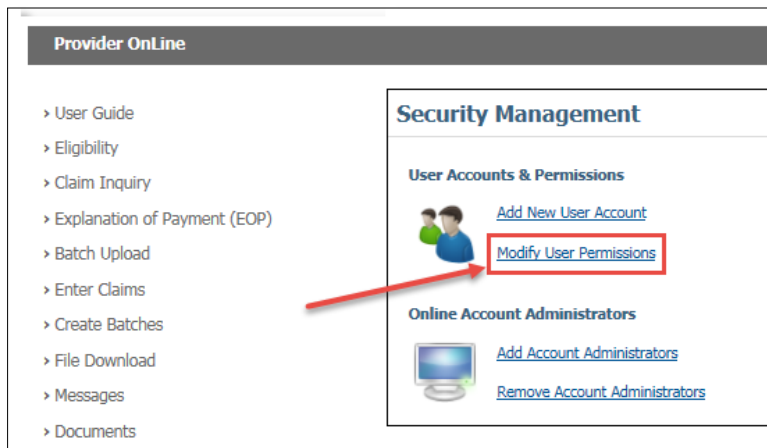 Provider OnLine
> User Guide
> Eligibility
> Claim Inquiry
> Explanation of Payment (EOP)
> Batch Upload
> Enter Claims
> Create Batches
> File Download
> Messages
> Documents
Security Management
User Accounts & Permissions
Add New User Account
Modify User Permissions
Online Account Administrators
Add Account Administrators
Remove Account Administrators